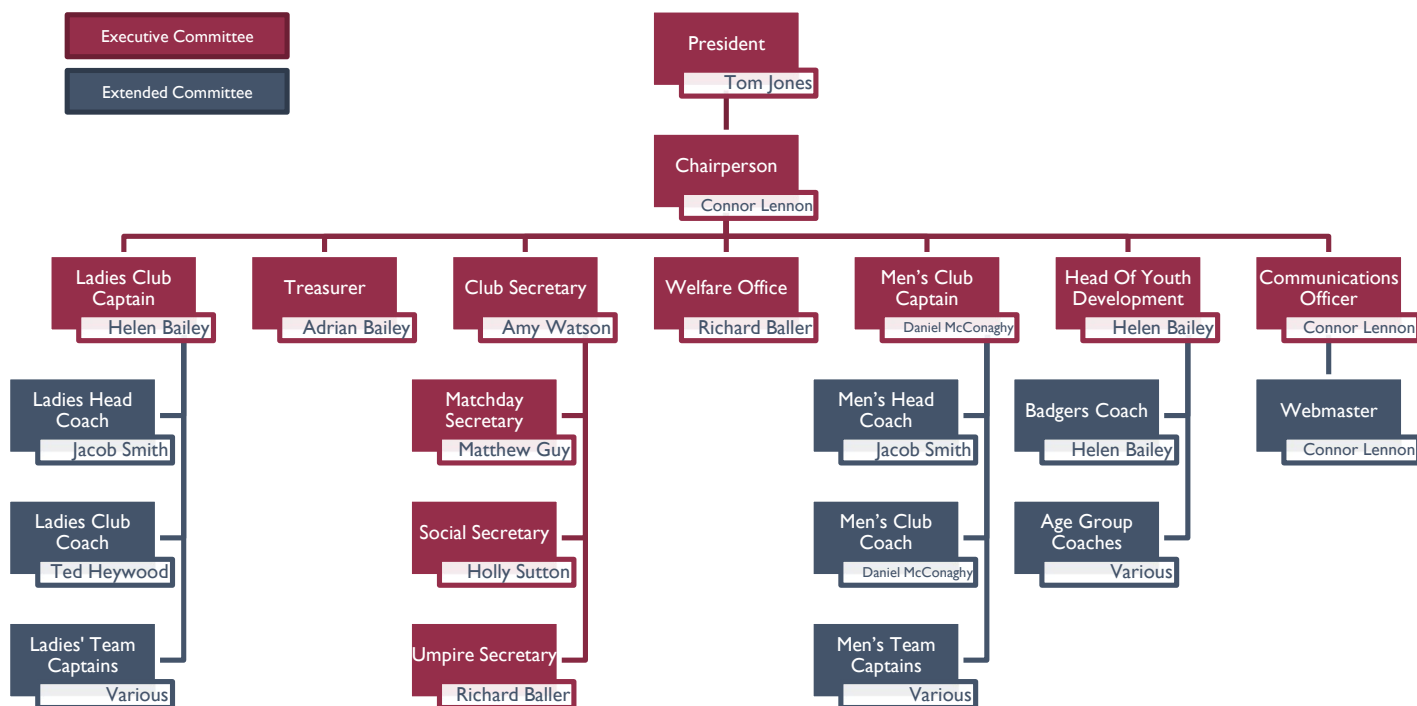 Executive Committee
Extended Committee
President
Tom Jones
Chairperson
Connor Lennon
Ladies Club
Captain
Helen Bailey
Treasurer
Adrian Bailey
Club Secretary
Amy Watson
Welfare Office
Richard Baller
Men's Club
Captain
Daniel McConaghy
Head Of Youth
Development
Helen Bailey
Communications
Officer
Connor Lennon
Ladies Head
Coach
Jacob Smith
Matchday
Secretary
Matthew Guy
Men's Head
Coach
Jacob Smith
Badgers Coach
Helen Bailey
Webmaster
Connor Lennon
Ladies Club
Coach
Ted Heywood
Social Secretary
Holly Sutton
Men's Club
Coach
Daniel McConaghy
Age Group
Coaches
Various
Ladies' Team
Captains
Various
Umpire Secretary
Richard Baller
Men's Team
Captains
Various